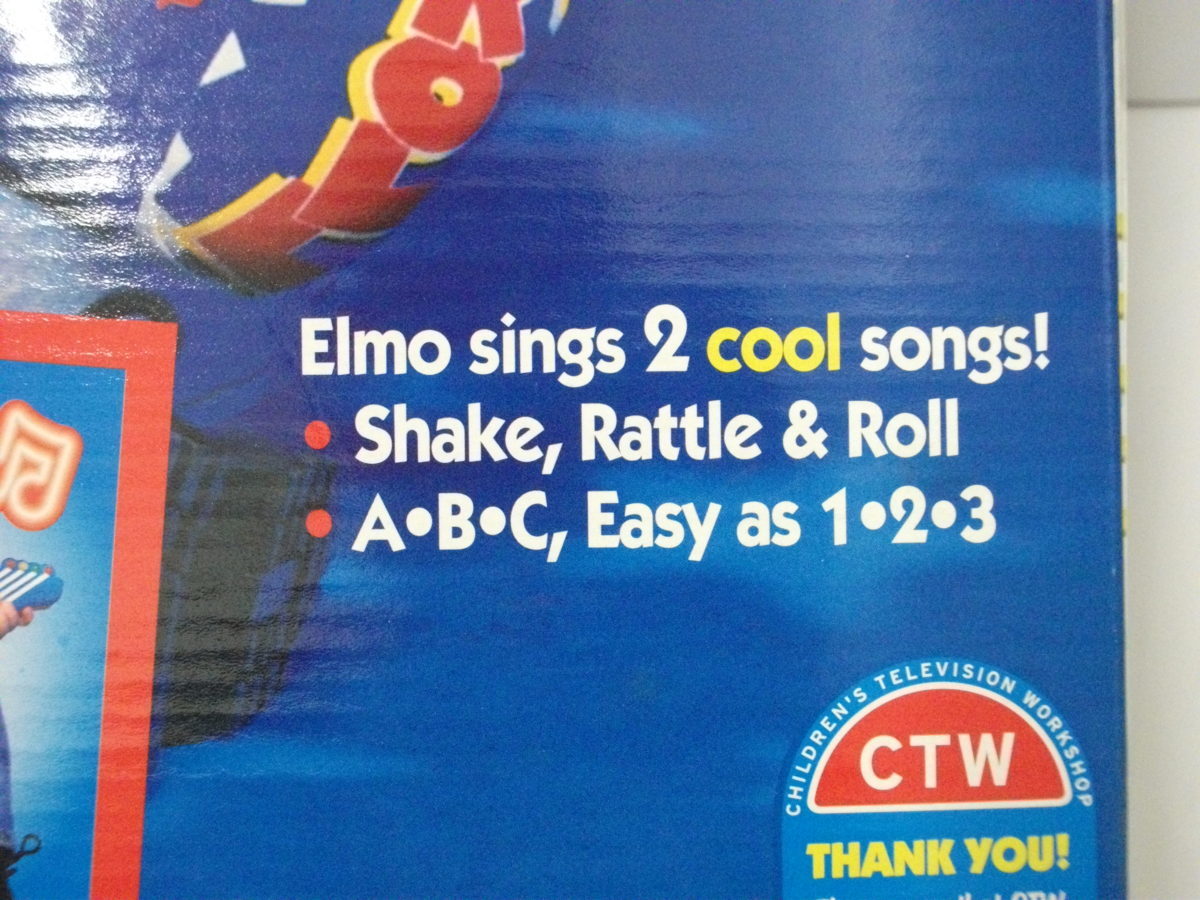 Elmo sings 2 cool songs!
• Shake, Rattle & Roll
• A•B•C, Easy as 1•2•3
CHILDREN'S TELEVISION WORKSHOP
CTW
THANK YOU!